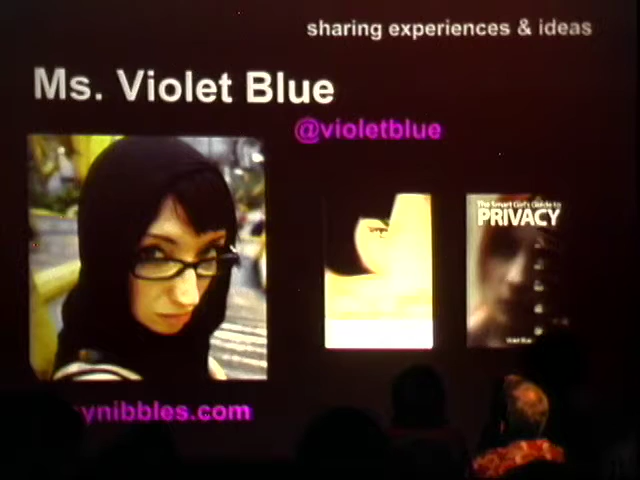 sharing experiences & ideas
Ms. Violet Blue
@violetblue
The Smart Girl's Guide to
PRIVACY
ynibbles.com